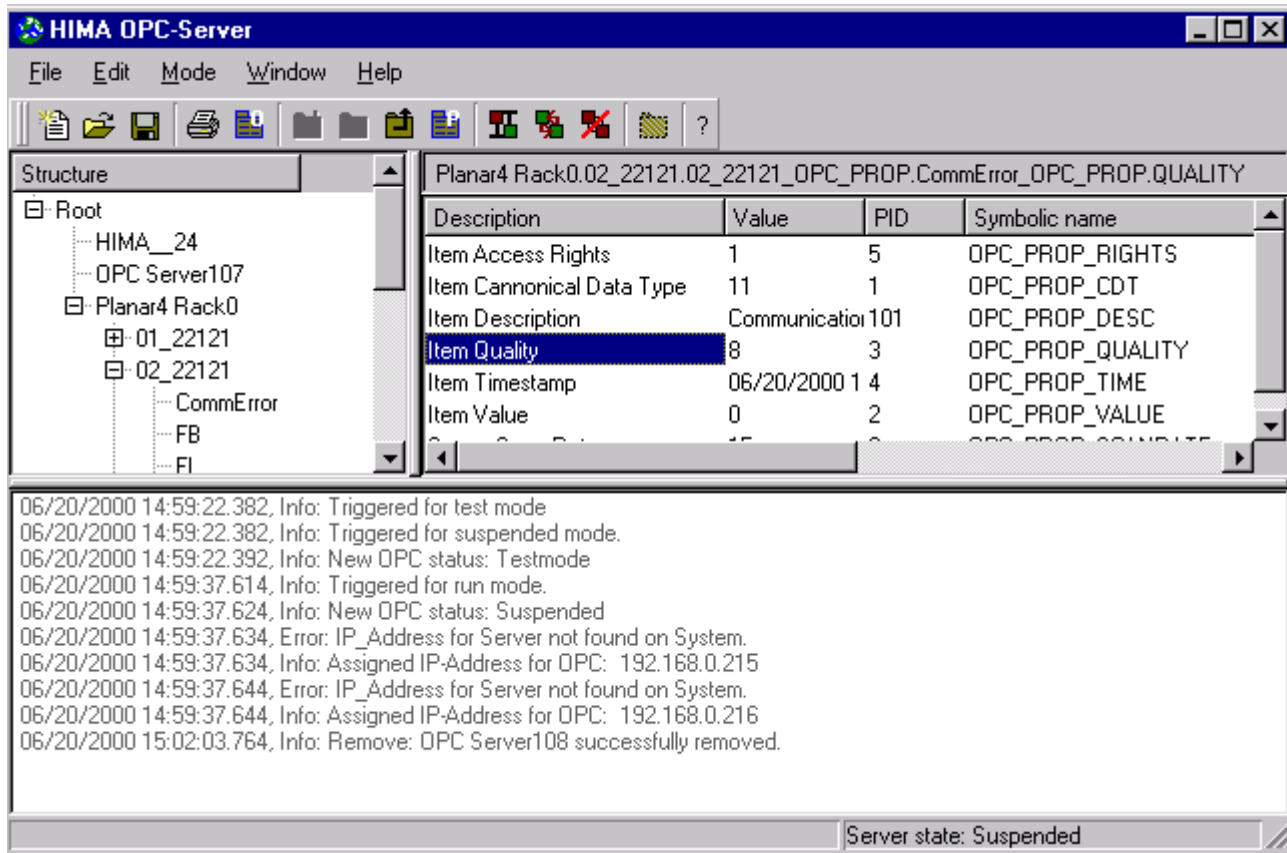 HIMA OPC-Server
File Edit Mode Window Help
?
Structure
Root
HIMA__24
OPC Server107
Planar4 Rack0
01_22121
02_22121
CommError
FB
Planar4 Rack0.02_22121.02_22121_OPC_PROP.CommError_OPC_PROP.QUALITY
Description Value PID Symbolic name
Item Access Rights 1 5 OPC_PROP_RIGHTS
Item Cannonical Data Type 11 1 OPC_PROP_CDT
Item Description Communication 101 OPC_PROP_DESC
Item Quality 8 3 OPC_PROP_QUALITY
Item Timestamp 06/20/2000 1 4 OPC_PROP_TIME
Item Value 0 2 OPC_PROP_VALUE
06/20/2000 14:59:22.382, Info: Triggered for test mode
06/20/2000 14:59:22.382, Info: Triggered for suspended mode.
06/20/2000 14:59:22.392, Info: New OPC status: Testmode
06/20/2000 14:59:37.614, Info: Triggered for run mode.
06/20/2000 14:59:37.624, Info: New OPC status: Suspended
06/20/2000 14:59:37.634, Error: IP_Address for Server not found on System.
06/20/2000 14:59:37.634, Info: Assigned IP-Address for OPC: 192.168.0.215
06/20/2000 14:59:37.644, Error: IP_Address for Server not found on System.
06/20/2000 14:59:37.644, Info: Assigned IP-Address for OPC: 192.168.0.216
06/20/2000 15:02:03.764, Info: Remove: OPC Server108 successfully removed.
Server state: Suspended